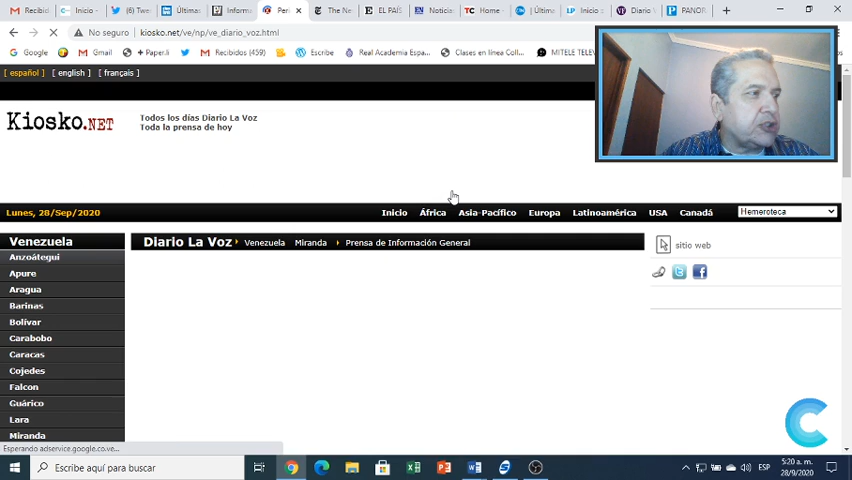 Recibid
Inicio -
(4) Twe
Últimas
Informa
Peri
The Ne
EL PAÍS
Noticia
Home
| Última
Inicio s
Diario V
PANOR
No seguro
kiosko.net/ve/np/ve_diario_voz.html
Google
Gmail
+ Paper.li
Recibidos (459)
Escribe
Real Academia Espa...
Clases en línea Coll...
MITELE TELEV
[ español ] [ english ] [ français ]
Kiosko.NET
Todos los días Diario La Voz
Toda la prensa de hoy
Lunes, 28/Sep/2020
Inicio África Asia-Pacífico Europa Latinoamérica USA Canadá
Hemeroteca
Venezuela
Diario La Voz Venezuela Miranda Prensa de Información General
sitio web
Anzoátegui
Apure
Aragua
Barinas
Bolívar
Carabobo
Caracas
Cojedes
Falcon
Guárico
Lara
Miranda
Esperando adservice.google.co.ve...
Escribe aquí para buscar
ESP
5:20 a. m.
28/9/2020